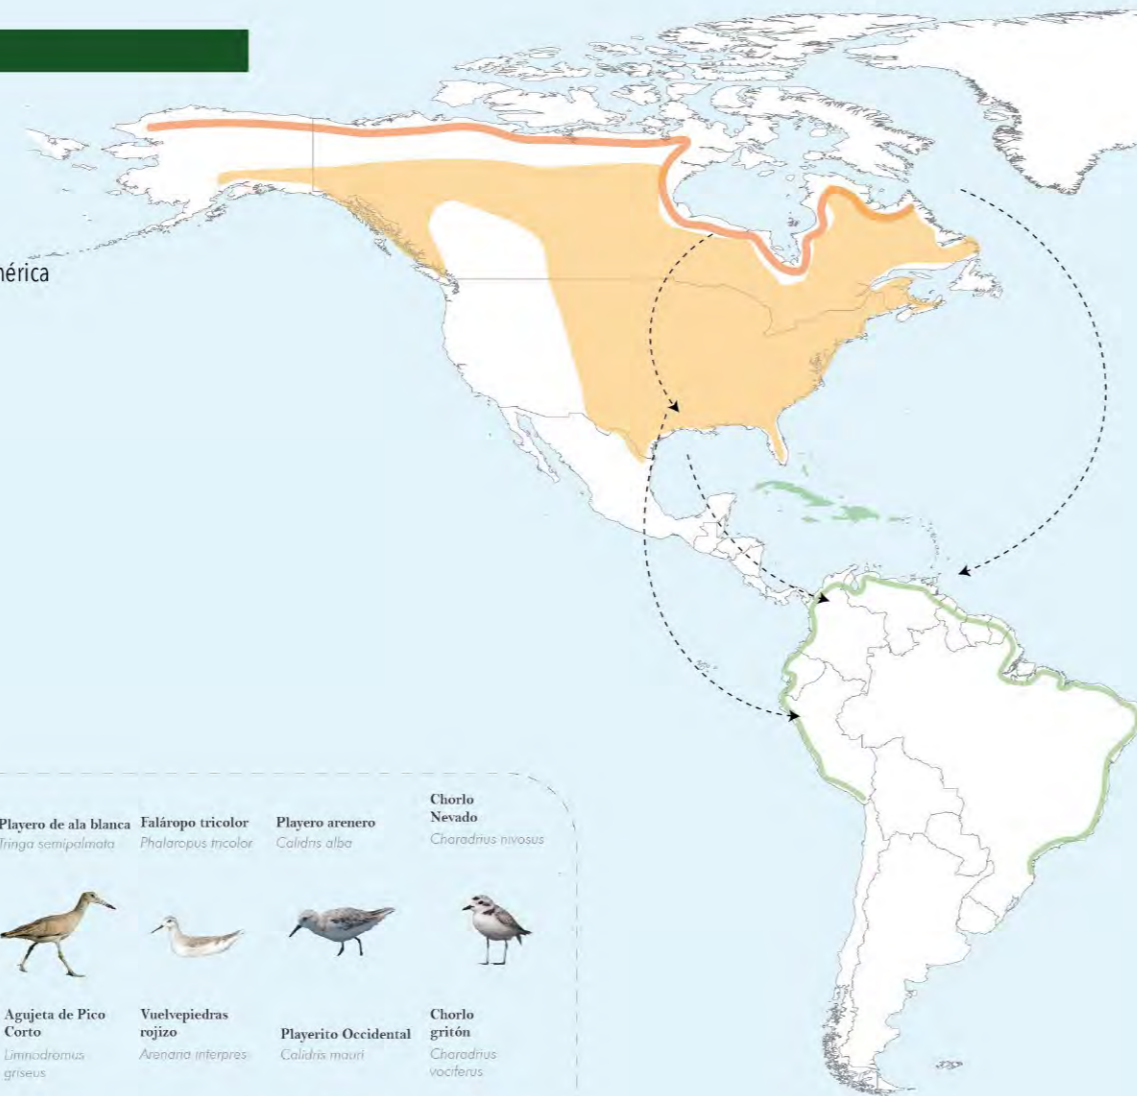 mérica
Playero de ala blanca
Tringa semipalmata
Faláropo tricolor
Phalaropus tricolor
Playero arenero
Calidris alba
Chorlo
Nevado
Charadrius nivosus
Agujeta de Pico
Corto
Limnodromus
griseus
Vuelvepiedras
rojizo
Arenaria interpres
Playerito Occidental
Calidris mauri
Chorlo
gritón
Charadrius
vociferus